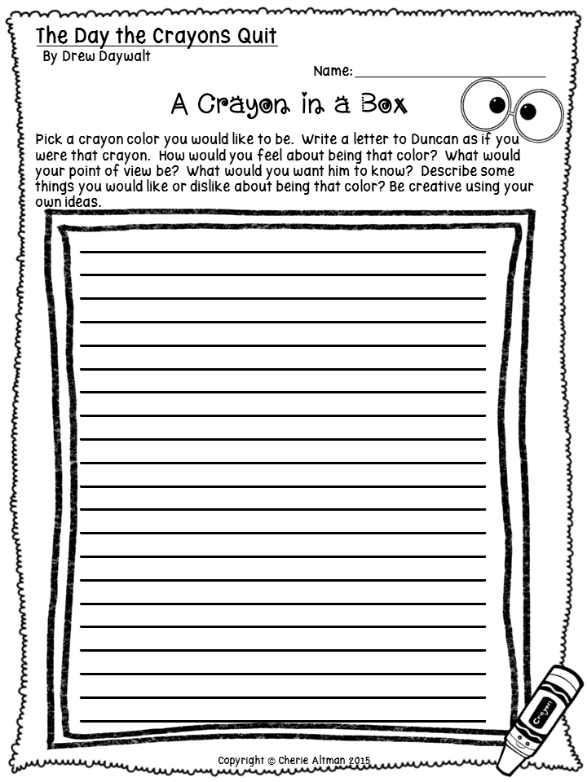 The Day the Crayons Quit
By Drew Daywalt
Name:
A Crayon in a Box
Pick a crayon color you would like to be. Write a letter to Duncan as if you
were that crayon. How would you feel about being that color? What would
your point of view be? What would you want him to know? Describe some
things you would like or dislike about being that color? Be creative using your
own ideas.
Crayon
Copyright © Cherie Altman 2015